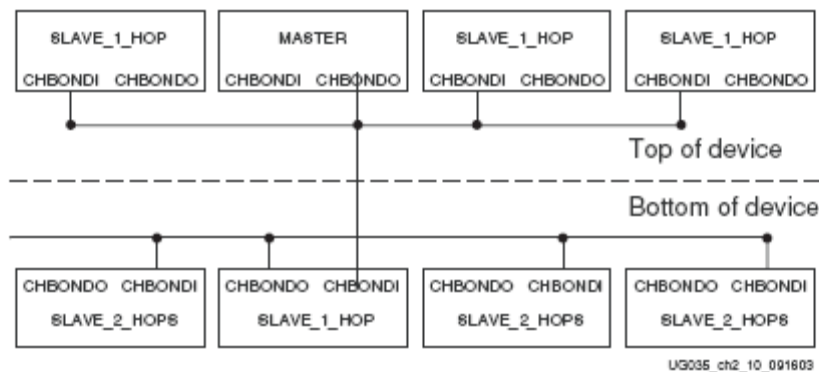 SLAVE_1_HOP MASTER SLAVE_1_HOP SLAVE_1_HOP
CHBONDI CHBONDO CHBONDI CHBONDO CHBONDI CHBONDO CHBONDI CHBONDO
Top of device
Bottom of device
CHBONDO CHBONDI CHBONDO CHBONDI CHBONDO CHBONDI CHBONDO CHBONDI
SLAVE_2_HOPS SLAVE_1_HOP SLAVE_2_HOPS SLAVE_2_HOPS
UG035_ch2_10_091603